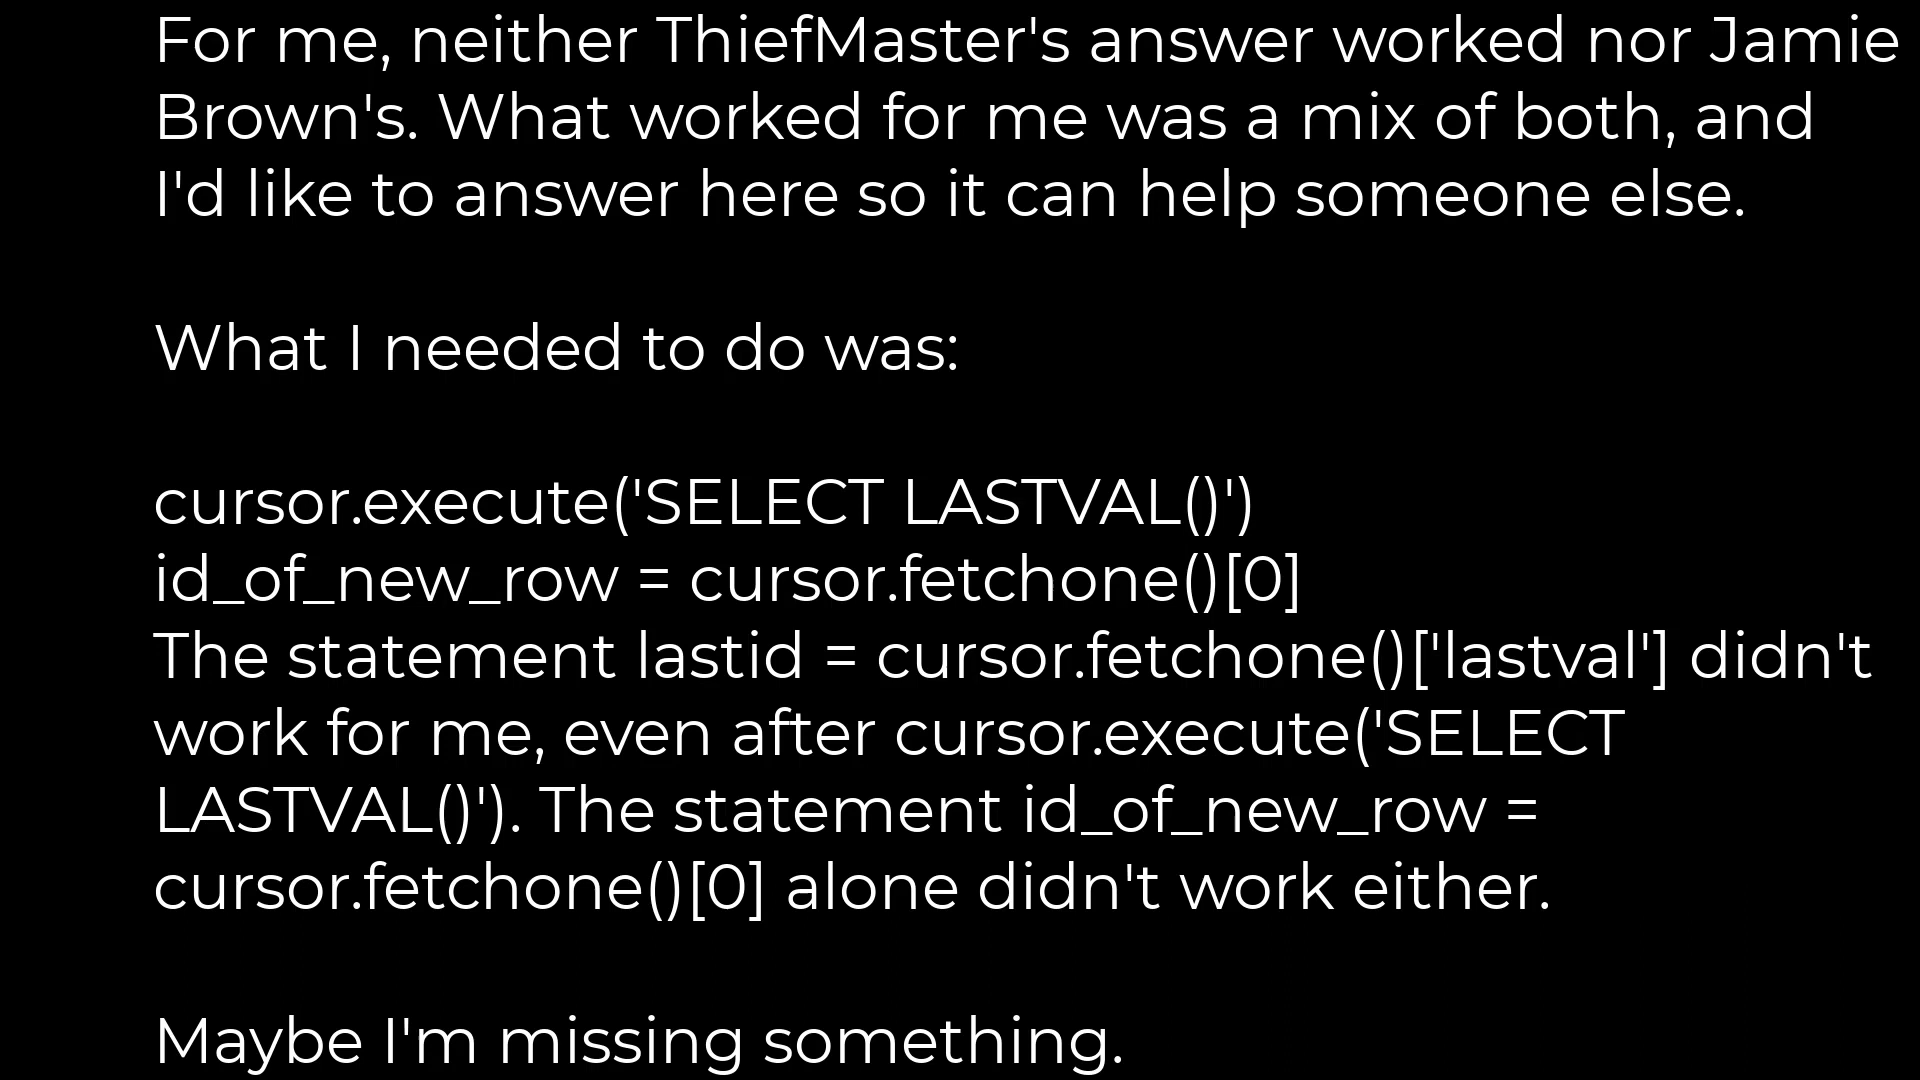 For me, neither ThiefMaster's answer worked nor Jamie
Brown's. What worked for me was a mix of both, and
I'd like to answer here so it can help someone else.
What I needed to do was:
cursor.execute('SELECT LASTVAL()')
id_of_new_row = cursor.fetchone()[0]
The statement lastid = cursor.fetchone()['lastval'] didn't
work for me, even after cursor.execute('SELECT
LASTVAL()'). The statement id_of_new_row =
cursor.fetchone()[0] alone didn't work either.
Maybe I'm missing something.